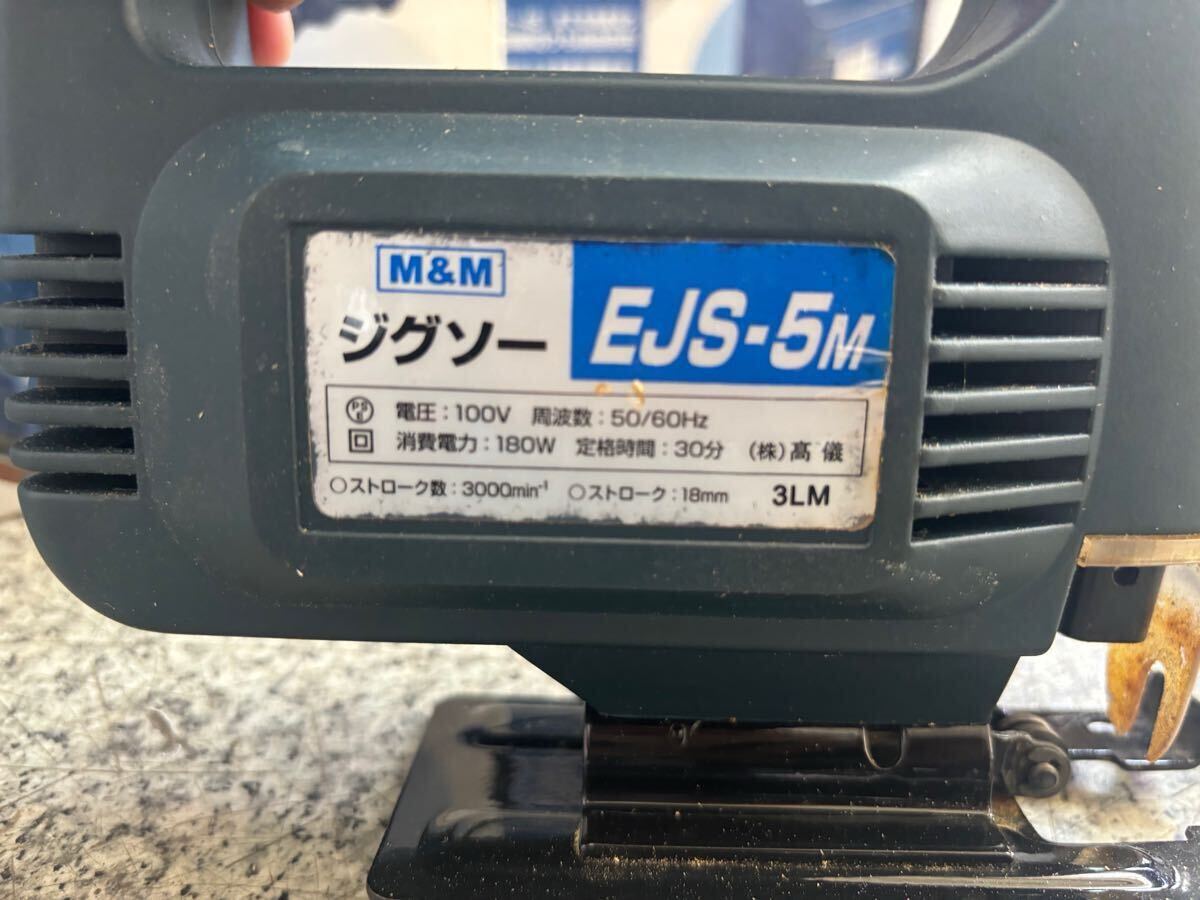 M&M
ジグソー
EJS-5M
PSE 電圧:100V 周波数:50/60Hz
消費電力:180W 定格時間:30分 (株)髙儀
○ストローク数:3000min⁻¹ ○ストローク:18mm 3LM